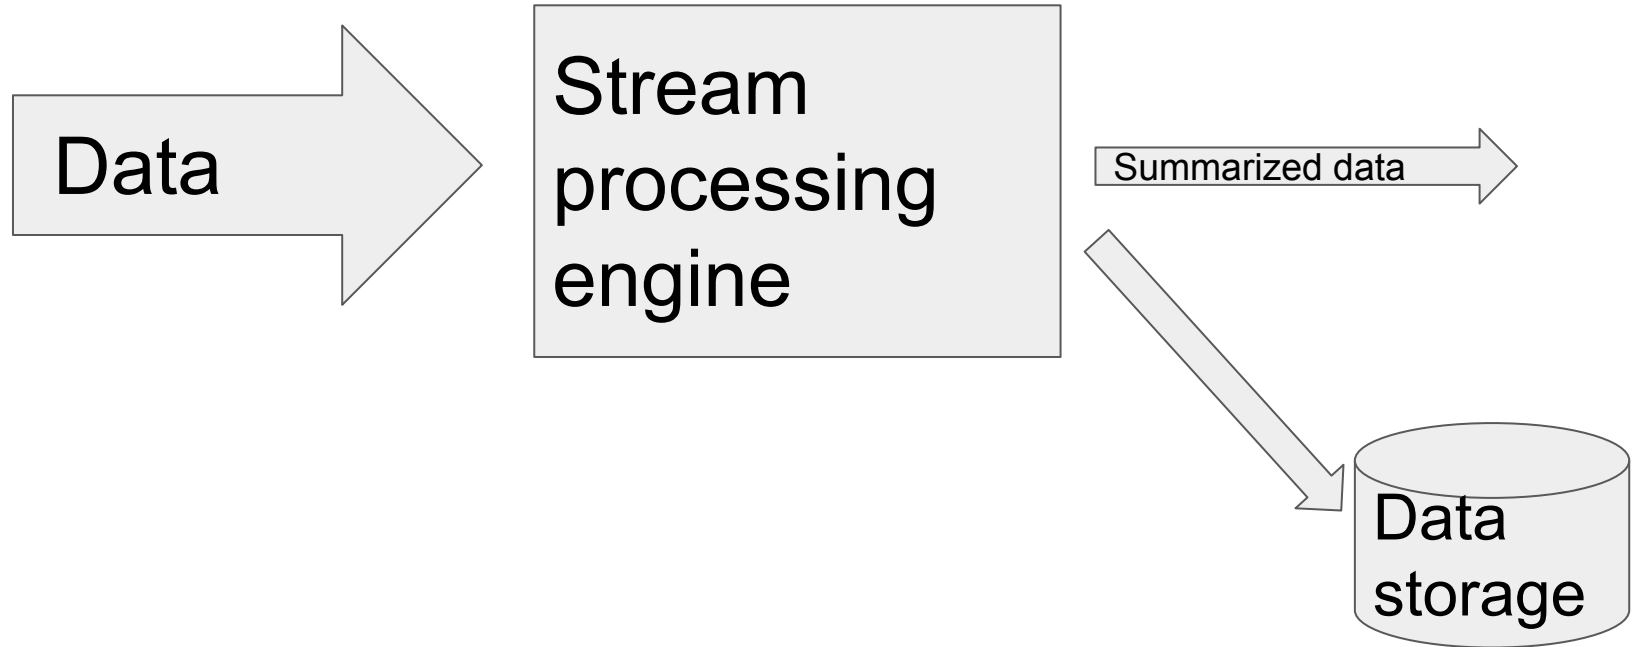 Data
Stream
processing
engine
Summarized data
Data
storage